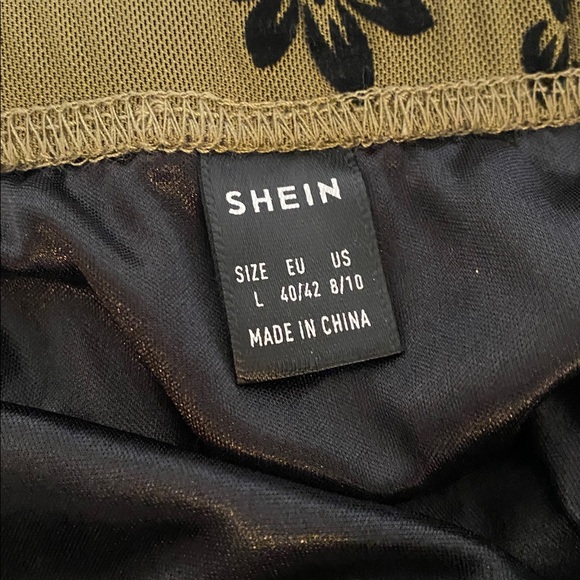 SHEIN
SIZE EU US
L 40/42 8/10
MADE IN CHINA